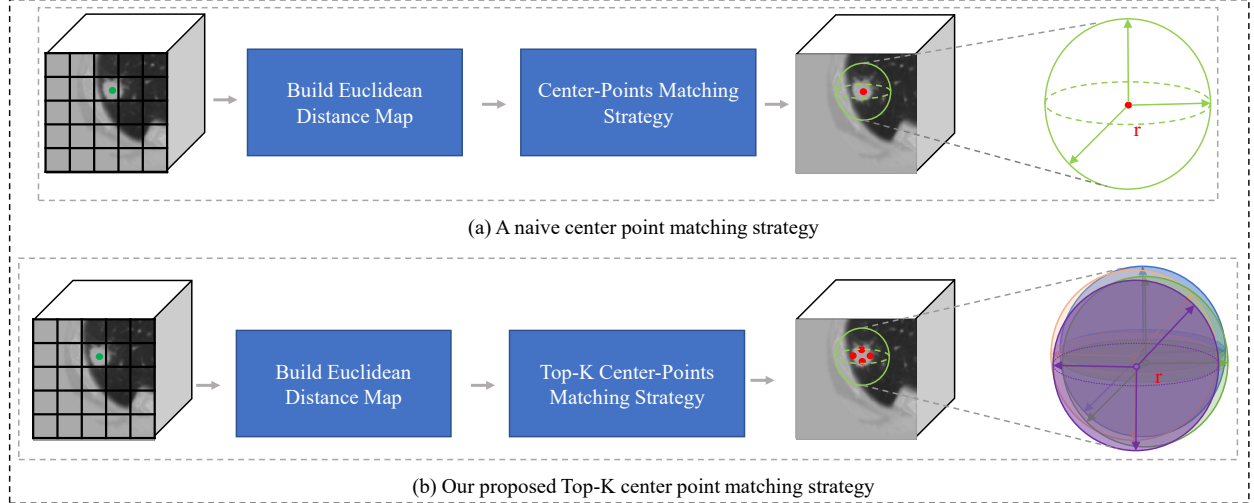 Build Euclidean
Distance Map
Center-Points Matching
Strategy
r
(a) A naive center point matching strategy
Build Euclidean
Distance Map
Top-K Center-Points
Matching Strategy
r
(b) Our proposed Top-K center point matching strategy